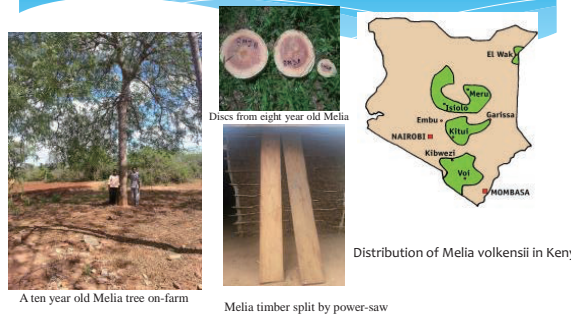 Discs from eight year old Melia
A ten year old Melia tree on-farm
Melia timber split by power-saw
El Wak
Meru
Isiolo
Garissa
Embu
Kitui
NAIROBI
Kibwezi
Voi
MOMBASA
Distribution of Melia volkensii in Keny